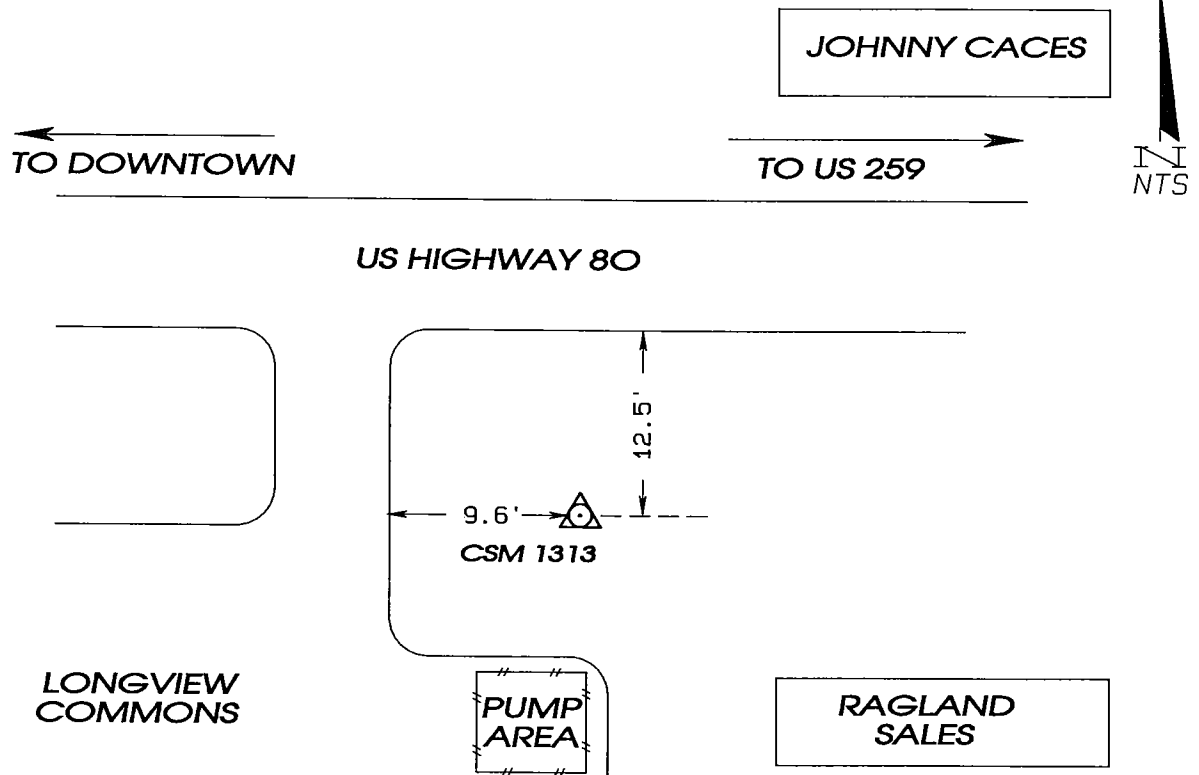 JOHNNY CACES
TO DOWNTOWN
TO US 259
N
NTS
US HIGHWAY 80
12.5'
9.6'
CSM 1313
LONGVIEW
COMMONS
PUMP
AREA
RAGLAND
SALES